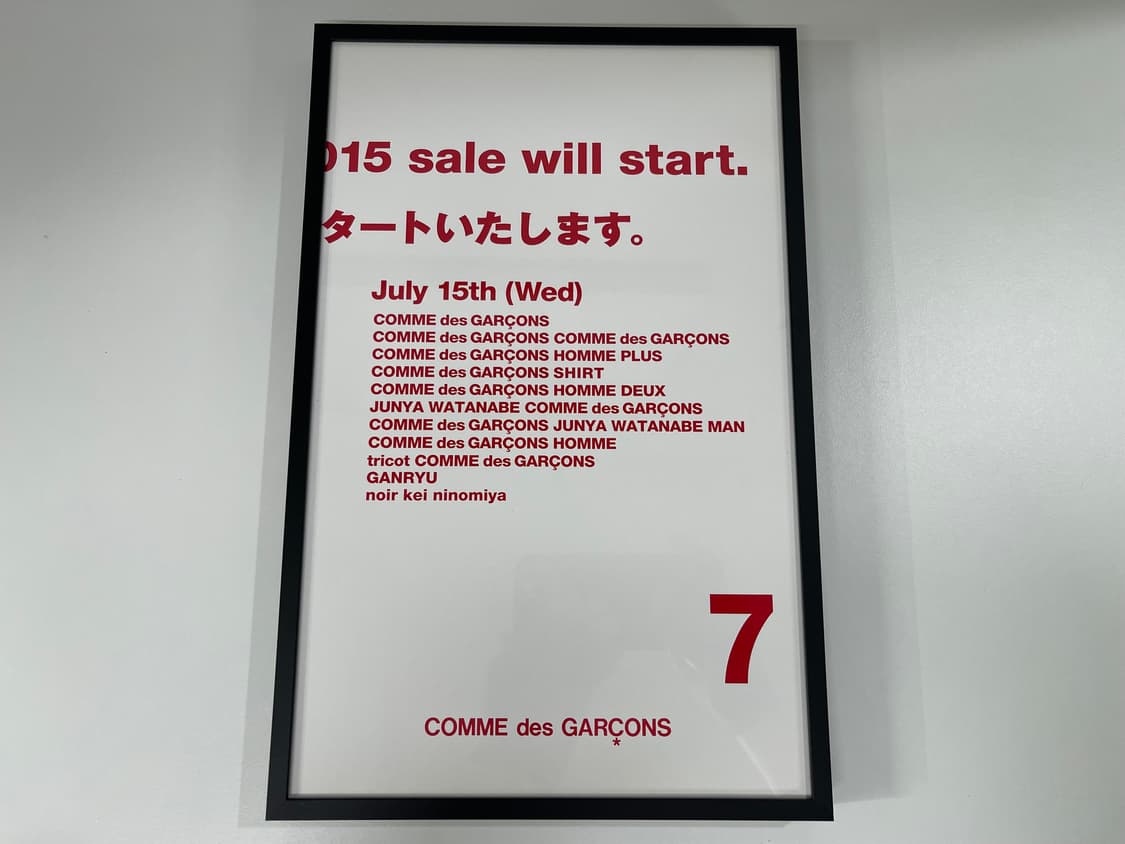 015 sale will start.
タートいたします。
July 15th (Wed)
COMME des GARÇONS
COMME des GARÇONS COMME des GARÇONS
COMME des GARÇONS HOMME PLUS
COMME des GARÇONS SHIRT
COMME des GARÇONS HOMME DEUX
JUNYA WATANABE COMME des GARÇONS
COMME des GARÇONS JUNYA WATANABE MAN
COMME des GARÇONS HOMME
tricot COMME des GARÇONS
GANRYU
noir kei ninomiya
7
COMME des GARÇONS
*